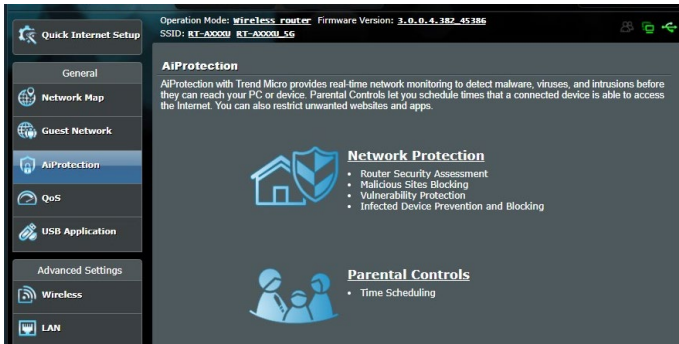 Operation Mode: Wireless router Firmware Version: 3.0.0.4.382_45386
SSID: RT-AXXXU RT-AXXXU_5G
Quick Internet Setup
General
Network Map
Guest Network
AiProtection
QoS
USB Application
Advanced Settings
Wireless
LAN
AiProtection
AiProtection with Trend Micro provides real-time network monitoring to detect malware, viruses, and intrusions before
they can reach your PC or device. Parental Controls let you schedule times that a connected device is able to access
the Internet. You can also restrict unwanted websites and apps.
Network Protection
• Router Security Assessment
• Malicious Sites Blocking
• Vulnerability Protection
• Infected Device Prevention and Blocking
Parental Controls
• Time Scheduling